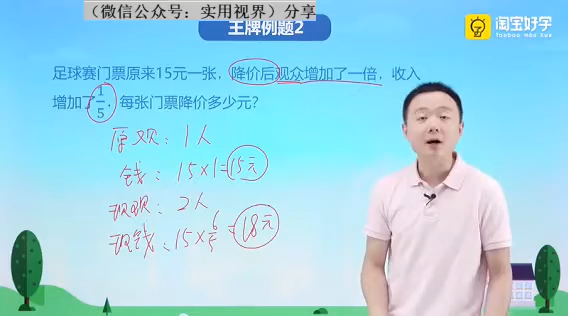 （微信公众号：实用视界）分享
淘宝好学
TAOBAO HAO XUE
王牌例题2
足球赛门票原来15元一张，降价后观众增加了一倍，收入
增加了1/5，每张门票降价多少元？
原观：1人
钱：15×1=15元
现观：2人
现钱：15×6/5=18元